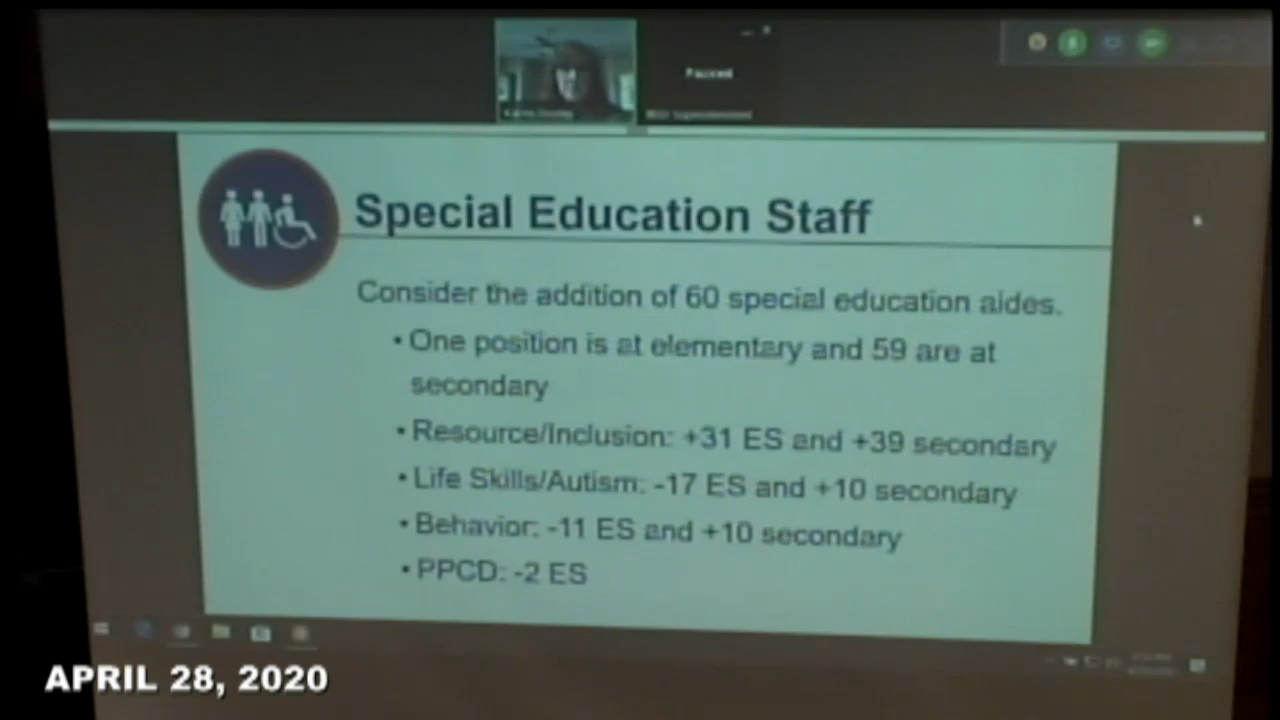 Paused
Special Education Staff
Consider the addition of 60 special education aides.
• One position is at elementary and 59 are at
secondary
• Resource/Inclusion: +31 ES and +39 secondary
• Life Skills/Autism: -17 ES and +10 secondary
• Behavior: -11 ES and +10 secondary
• PPCD: -2 ES
APRIL 28, 2020